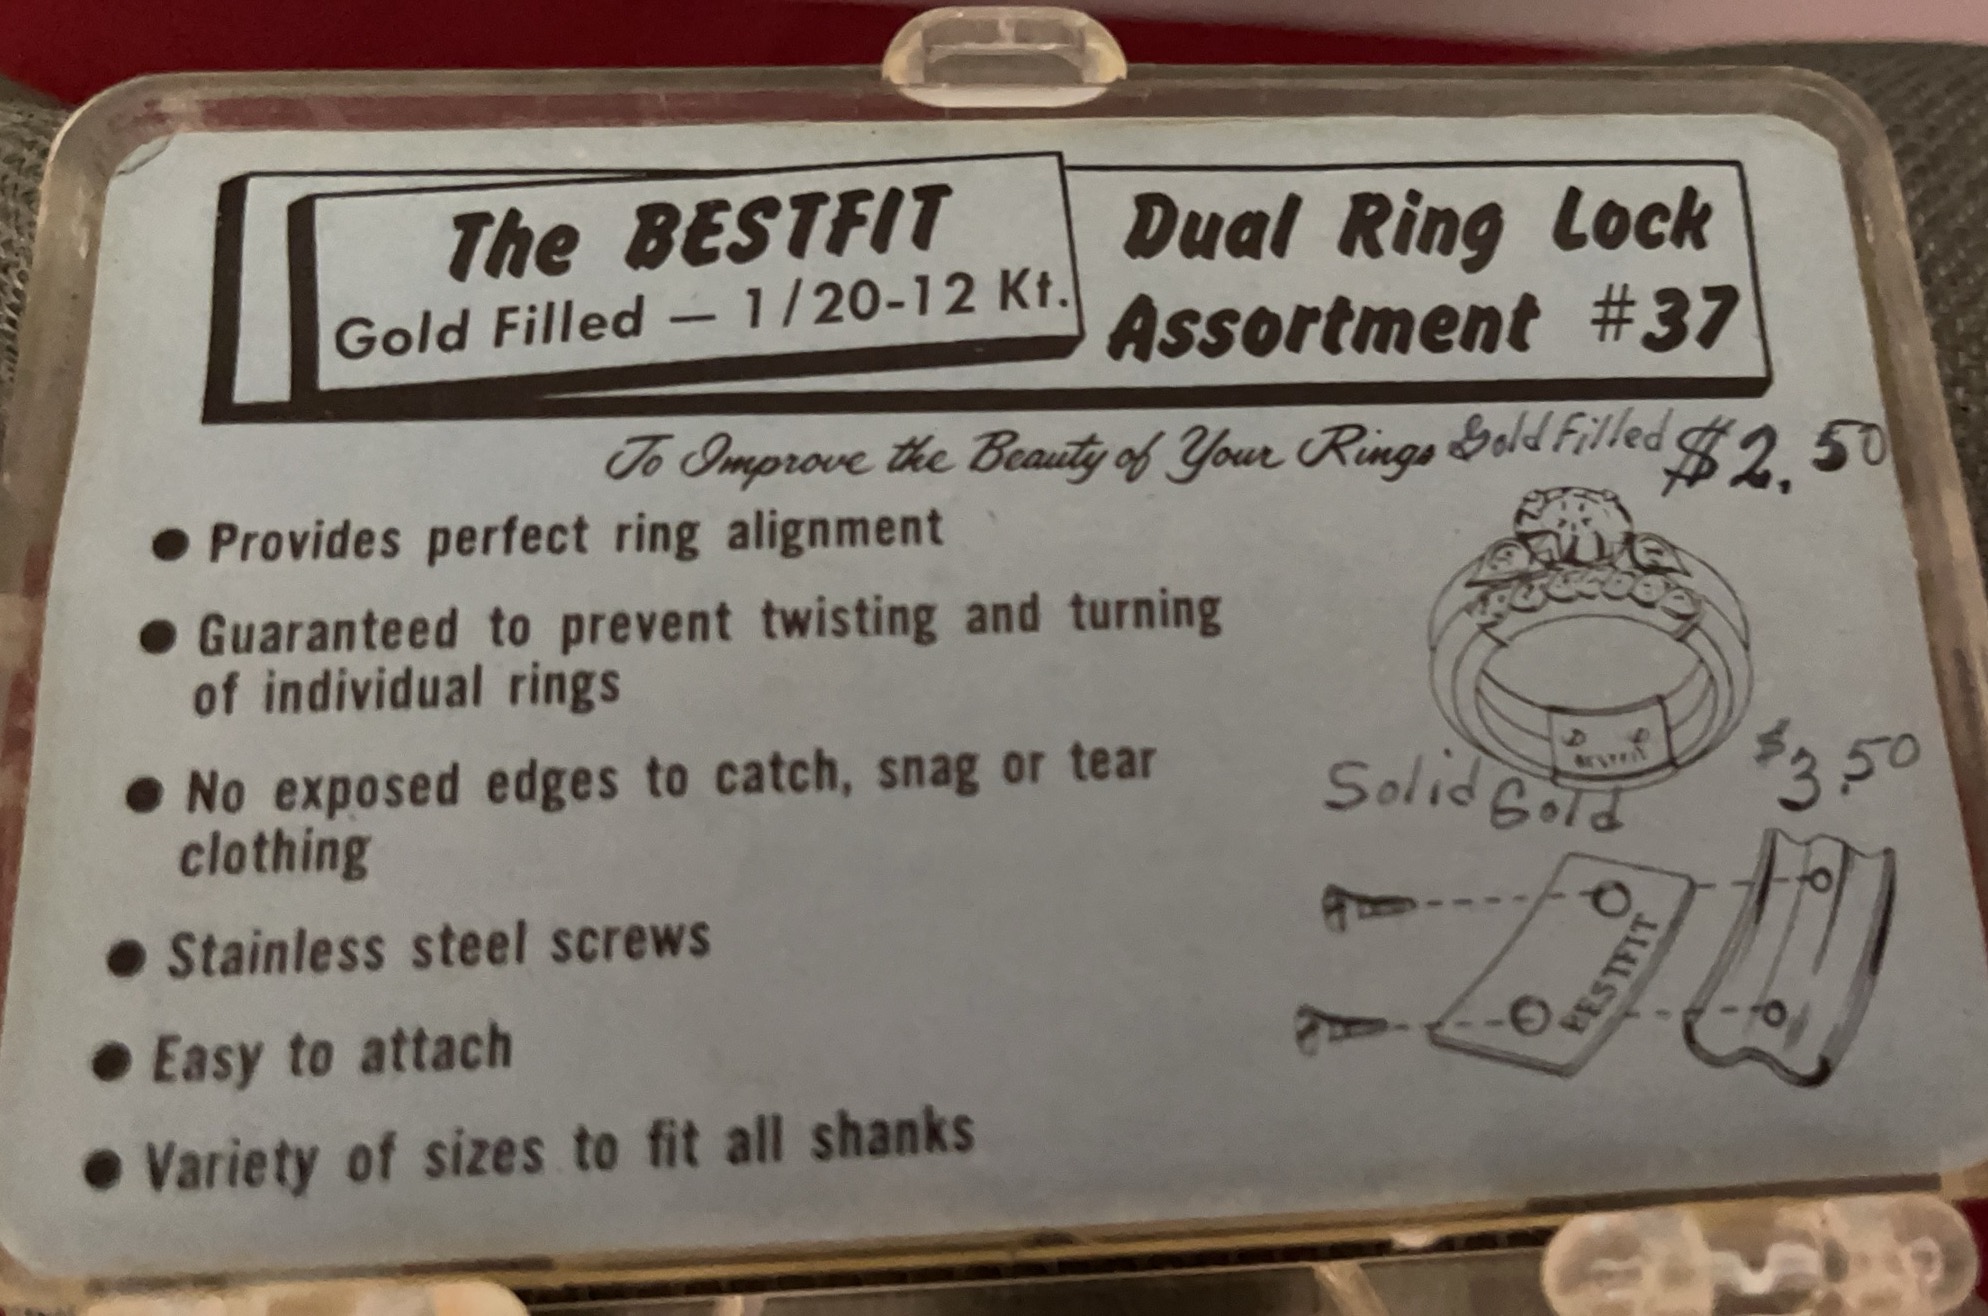 The BESTFIT
Gold Filled — 1/20-12 Kt.
Dual Ring Lock
Assortment #37
To Improve the Beauty of Your Rings
Gold Filled $2.50
● Provides perfect ring alignment
● Guaranteed to prevent twisting and turning
of individual rings
● No exposed edges to catch, snag or tear
clothing
● Stainless steel screws
● Easy to attach
● Variety of sizes to fit all shanks
BESTFIT
Solid Gold $3.50
BESTFIT